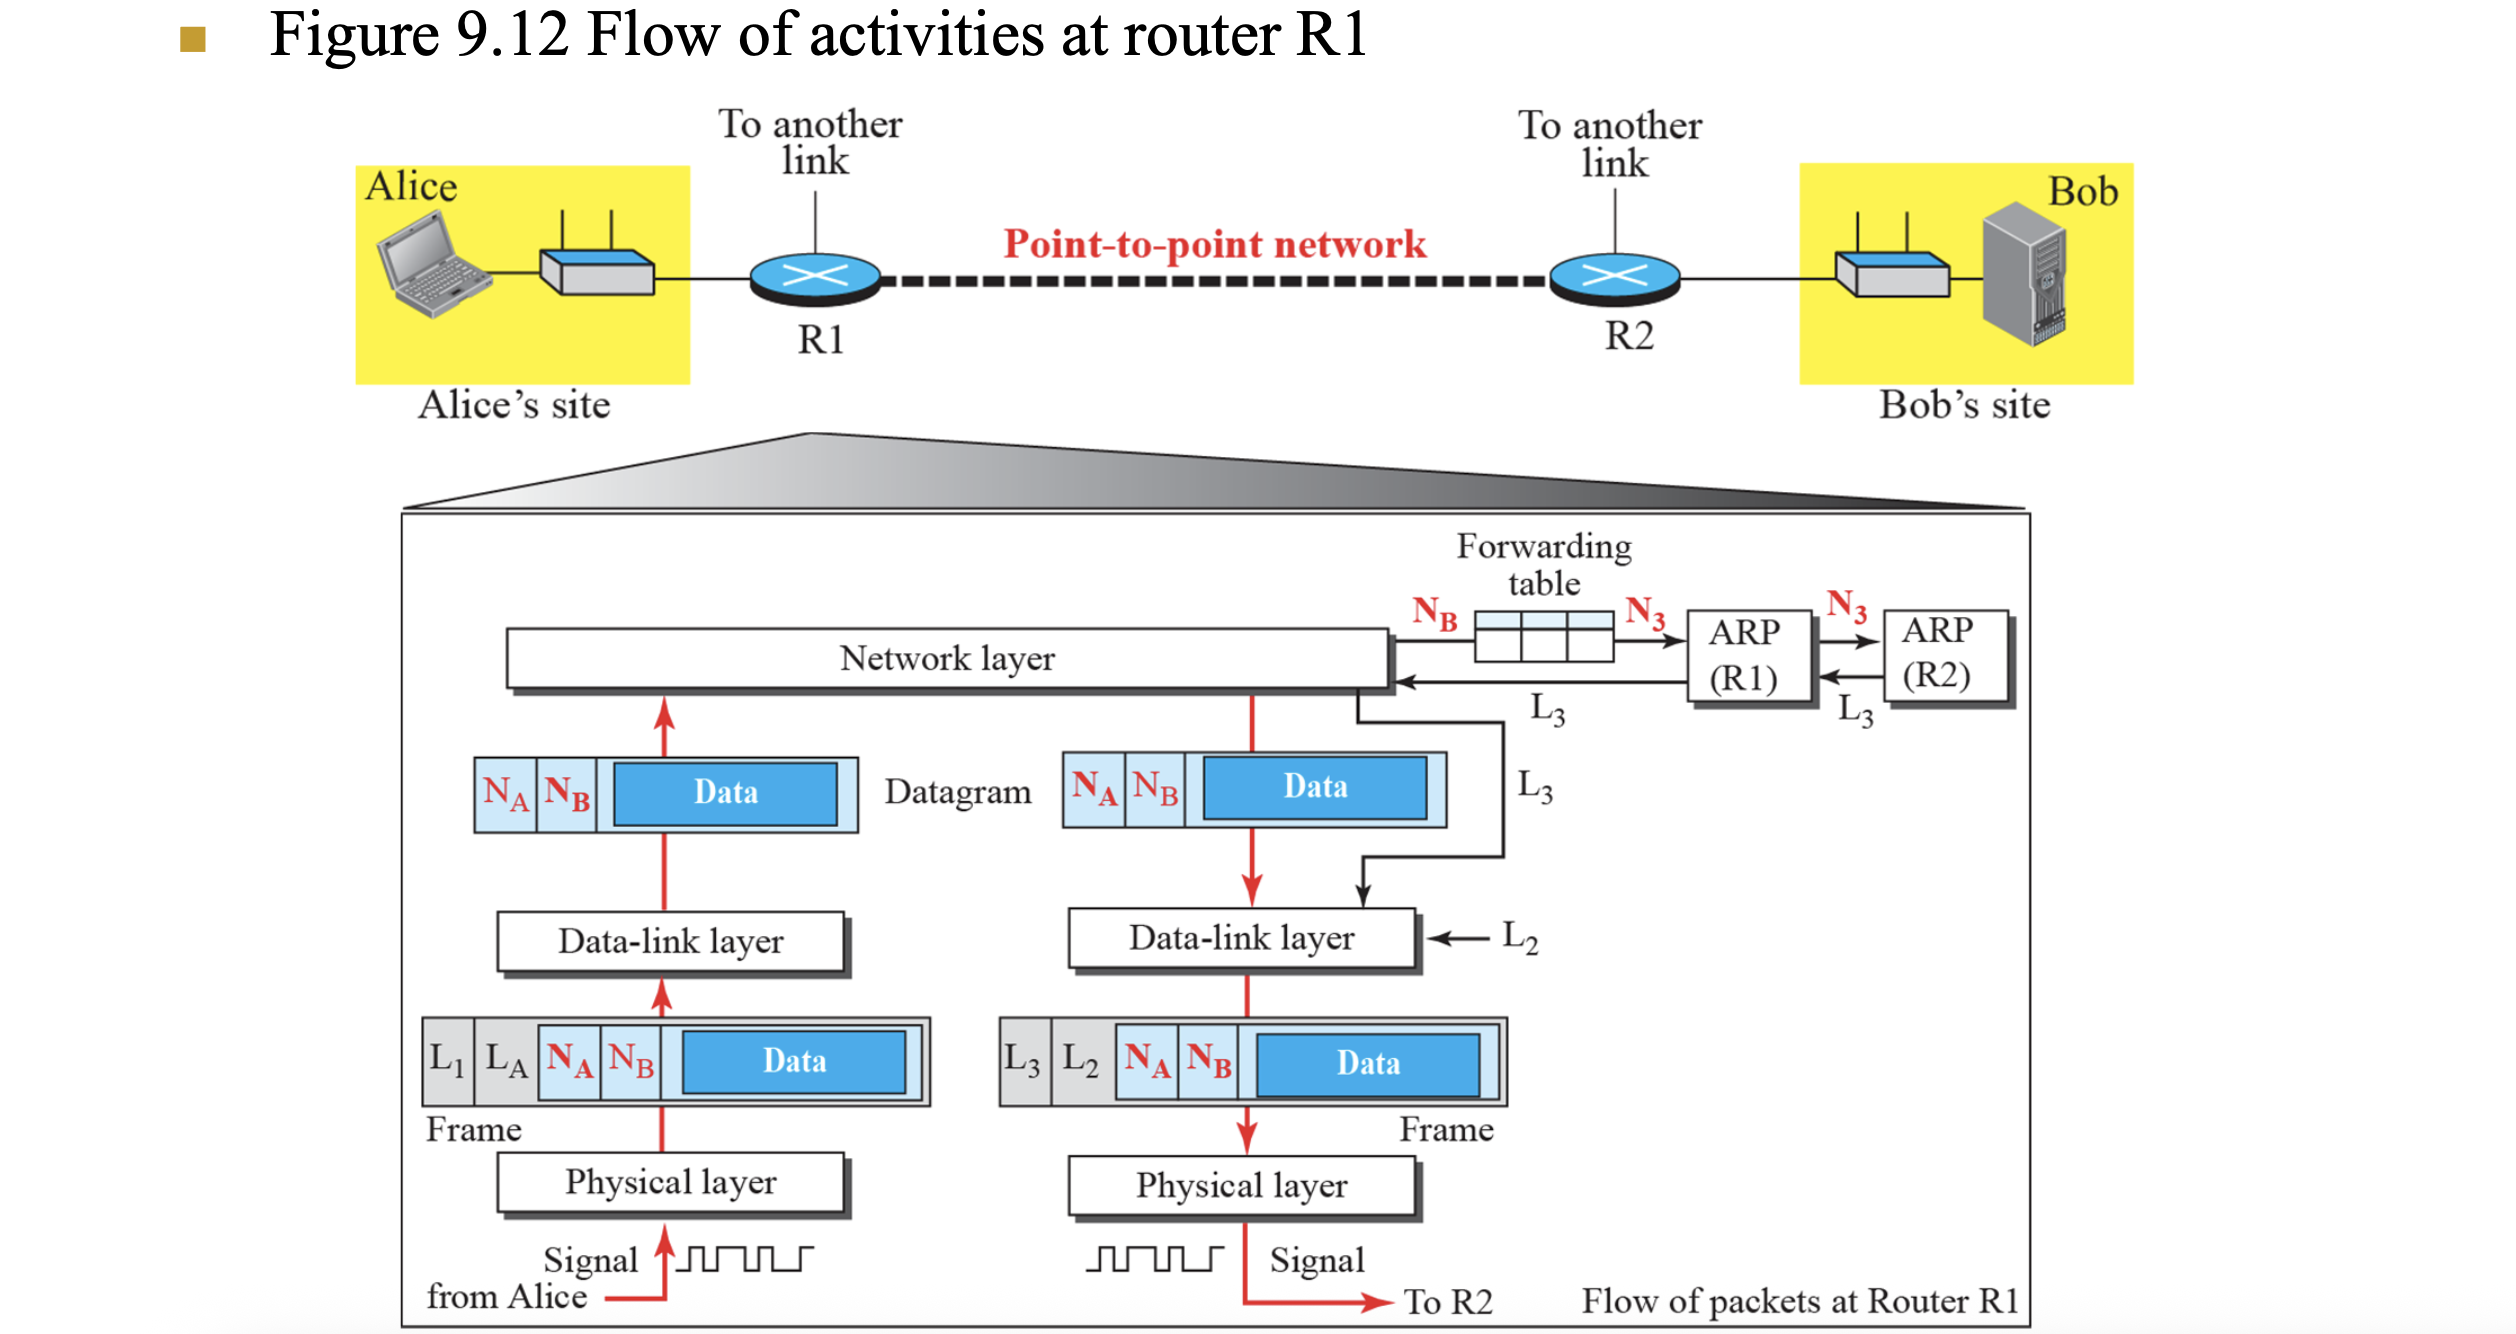 Figure 9.12 Flow of activities at router R1
To another
link
To another
link
Alice
Bob
Point-to-point network
R1
R2
Alice’s site
Bob’s site
Forwarding
table
N_B
N_3
N_3
Network layer
ARP
(R1)
ARP
(R2)
L_3
L_3
N_A N_B Data
Datagram
N_A N_B Data
L_3
Data-link layer
Data-link layer
L_2
L_1 L_A N_A N_B Data
L_3 L_2 N_A N_B Data
Frame
Frame
Physical layer
Physical layer
Signal
from Alice
Signal
To R2
Flow of packets at Router R1